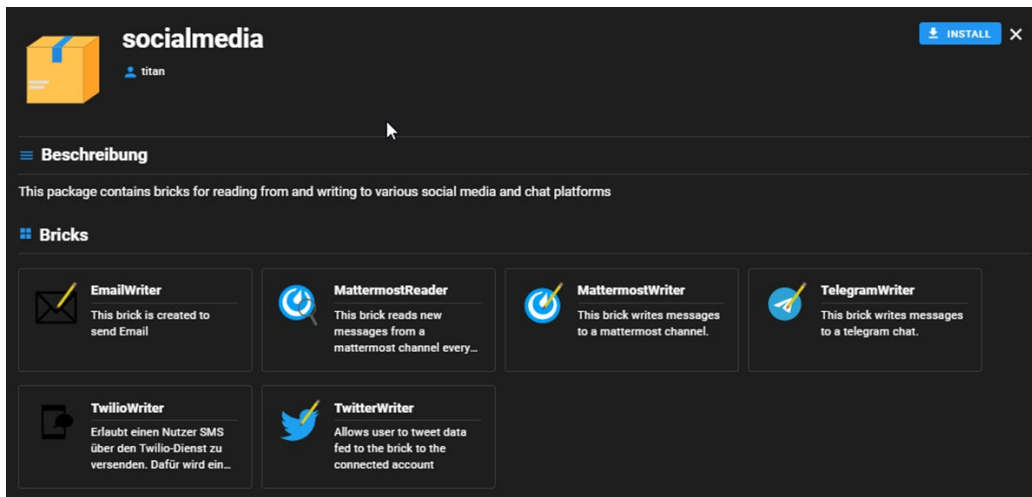 socialmedia
INSTALL
titan
Beschreibung
This package contains bricks for reading from and writing to various social media and chat platforms
Bricks
EmailWriter
This brick is created to
send Email
MattermostReader
This brick reads new
messages from a
mattermost channel every...
MattermostWriter
This brick writes messages
to a mattermost channel.
TelegramWriter
This brick writes messages
to a telegram chat.
TwilioWriter
Erlaubt einen Nutzer SMS
über den Twilio-Dienst zu
versenden. Dafür wird ein...
TwitterWriter
Allows user to tweet data
fed to the brick to the
connected account